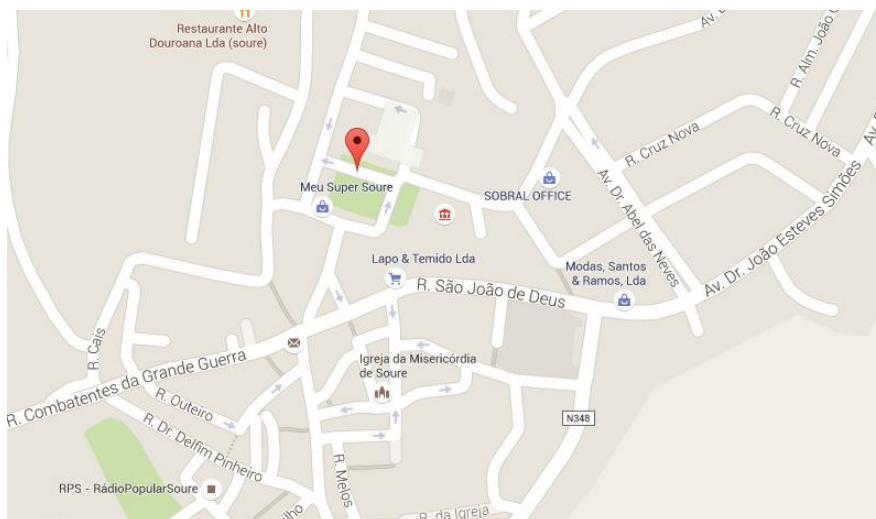 Restaurante Alto
Douroana Lda (soure)
R. Alm. João
R. Cruz Nova
R. Cruz Nova
Meu Super Soure
SOBRAL OFFICE
Av. Dr. Abel das Neves
Av. Dr. João Esteves Simões
Lapo & Temido Lda
Modas, Santos
& Ramos, Lda
R. São João de Deus
R. Cais
Igreja da Misericórdia
de Soure
R. Combatentes da Grande Guerra
R. Outeiro
N348
R. Dr. Delfim Pinheiro
R. Melos
RPS - RádioPopularSoure
R. da Igreja